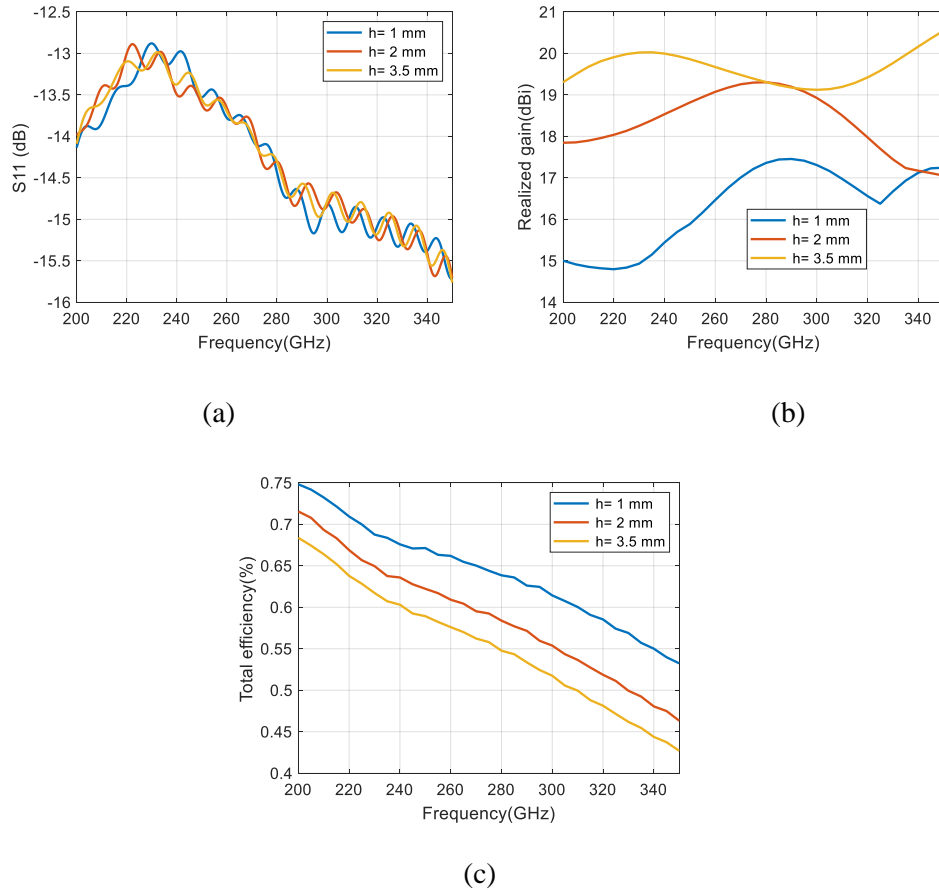 -12.5
-13
-13.5
-14
-14.5
-15
-15.5
-16
S11 (dB)
200 220 240 260 280 300 320 340
Frequency(GHz)
h= 1 mm
h= 2 mm
h= 3.5 mm
(a)
21
20
19
18
17
16
15
14
Realized gain(dBi)
200 220 240 260 280 300 320 340
Frequency(GHz)
h= 1 mm
h= 2 mm
h= 3.5 mm
(b)
0.75
0.7
0.65
0.6
0.55
0.5
0.45
0.4
Total efficiency(%)
200 220 240 260 280 300 320 340
Frequency(GHz)
h= 1 mm
h= 2 mm
h= 3.5 mm
(c)